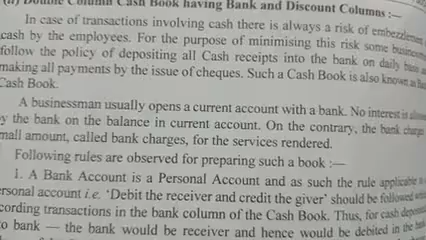 (ii) Double Column Cash Book having Bank and Discount Columns :—
In case of transactions involving cash there is always a risk of embezzlement
cash by the employees. For the purpose of minimising this risk some
follow the policy of depositing all Cash receipts into the bank on daily basis
making all payments by the issue of cheques. Such a Cash Book is also known as
Cash Book.
A businessman usually opens a current account with a bank. No interest is
by the bank on the balance in current account. On the contrary, the bank charges
mall amount, called bank charges, for the services rendered.
Following rules are observed for preparing such a book :—
1. A Bank Account is a Personal Account and as such the rule applicable
ersonal account i.e. 'Debit the receiver and credit the giver' should be followed
cording transactions in the bank column of the Cash Book. Thus, for cash
o bank — the bank would be receiver and hence would be debited in the